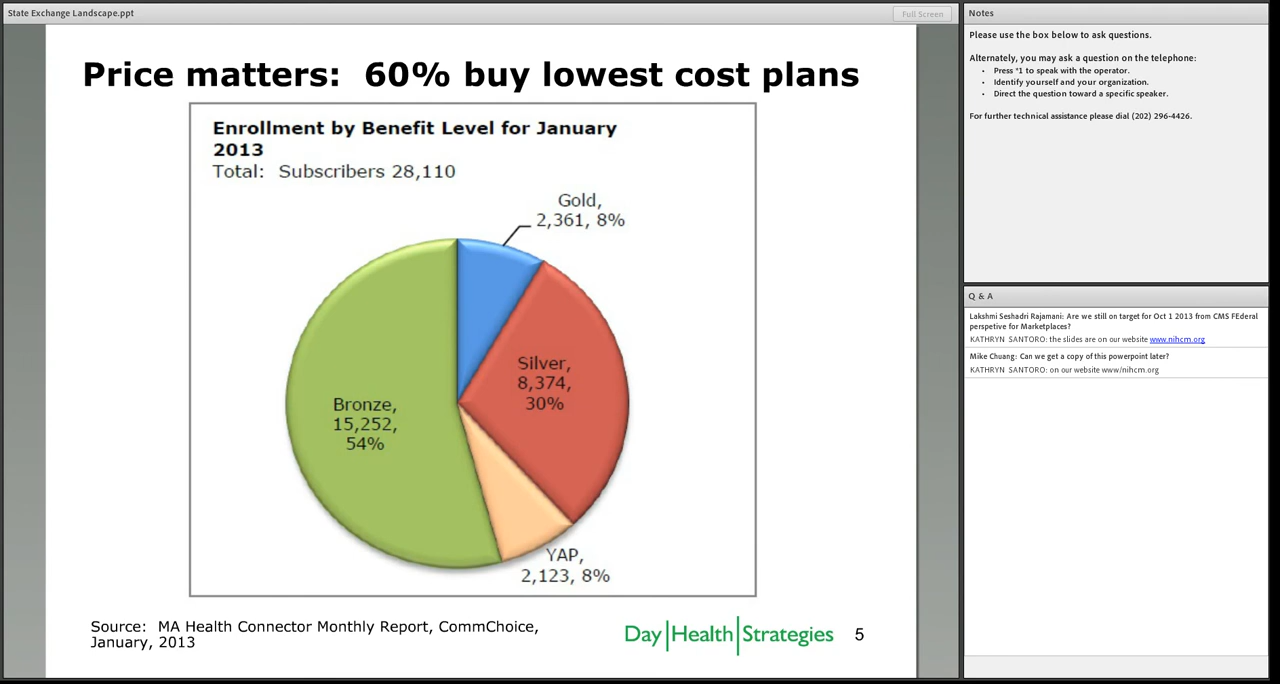 State Exchange Landscape.ppt
Full Screen
Price matters:  60% buy lowest cost plans
Enrollment by Benefit Level for January
2013
Total:  Subscribers 28,110
Gold,
2,361, 8%
Silver,
8,374,
30%
Bronze,
15,252,
54%
YAP,
2,123, 8%
Source:  MA Health Connector Monthly Report, CommChoice,
January, 2013
Day|Health|Strategies
5
Notes
Please use the box below to ask questions.
Alternately, you may ask a question on the telephone:
• Press *1 to speak with the operator.
• Identify yourself and your organization.
• Direct the question toward a specific speaker.
For further technical assistance please dial (202) 296-4426.
Q & A
Lakshmi Seshadri Rajamani: Are we still on target for Oct 1 2013 from CMS FEderal
perspetive for Marketplaces?
KATHRYN SANTORO: the slides are on our website www.nihcm.org
Mike Chuang: Can we get a copy of this powerpoint later?
KATHRYN SANTORO: on our website www/nihcm.org